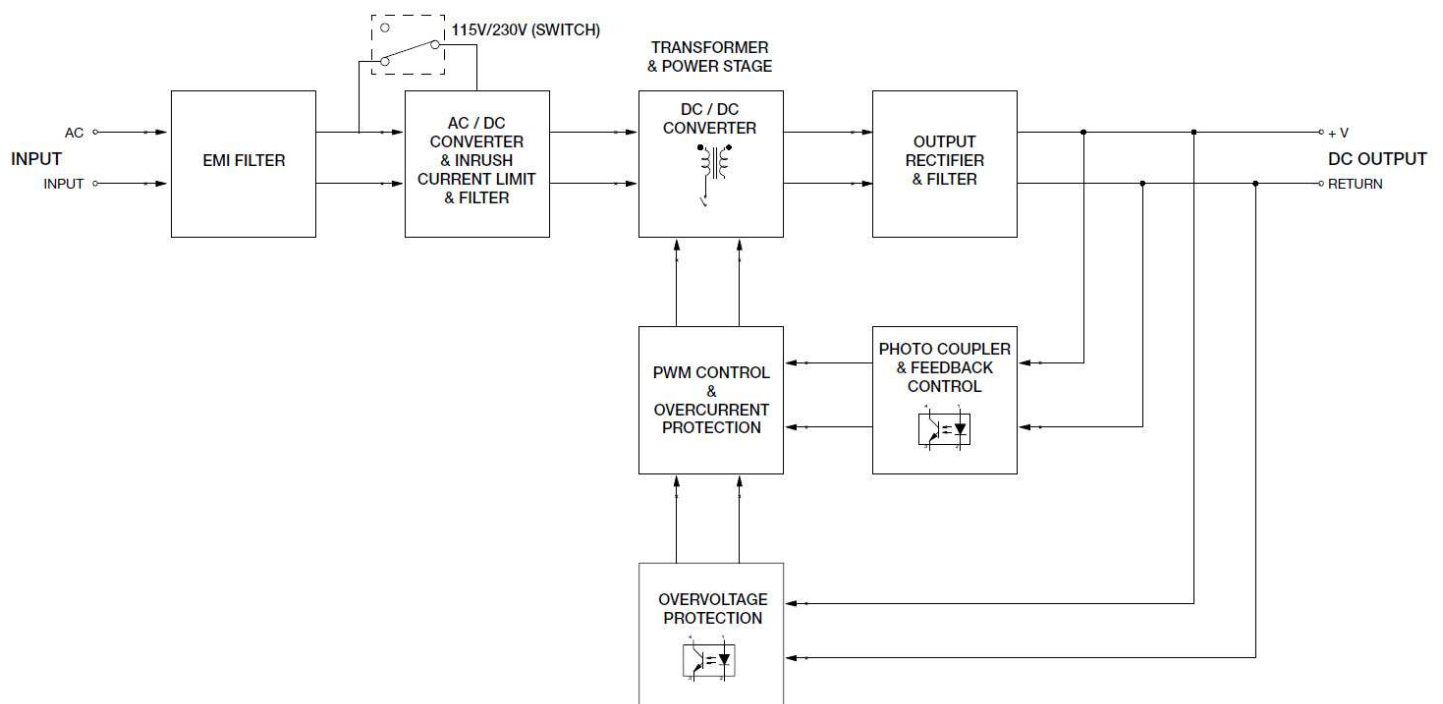 115V/230V (SWITCH)
TRANSFORMER
& POWER STAGE
AC
INPUT
INPUT
EMI FILTER
AC / DC
CONVERTER
& INRUSH
CURRENT LIMIT
& FILTER
DC / DC
CONVERTER
OUTPUT
RECTIFIER
& FILTER
+ V
DC OUTPUT
RETURN
PWM CONTROL
&
OVERCURRENT
PROTECTION
PHOTO COUPLER
& FEEDBACK
CONTROL
OVERVOLTAGE
PROTECTION